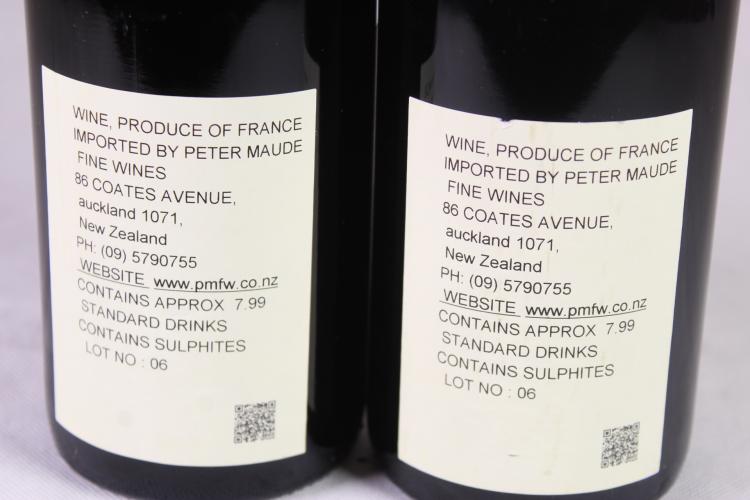 WINE, PRODUCE OF FRANCE
IMPORTED BY PETER MAUDE
FINE WINES
86 COATES AVENUE,
auckland 1071,
New Zealand
PH: (09) 5790755
WEBSITE www.pmfw.co.nz
CONTAINS APPROX 7.99
STANDARD DRINKS
CONTAINS SULPHITES
LOT NO : 06
WINE, PRODUCE OF FRANCE
IMPORTED BY PETER MAUDE
FINE WINES
86 COATES AVENUE,
auckland 1071,
New Zealand
PH: (09) 5790755
WEBSITE www.pmfw.co.nz
CONTAINS APPROX 7.99
STANDARD DRINKS
CONTAINS SULPHITES
LOT NO : 06